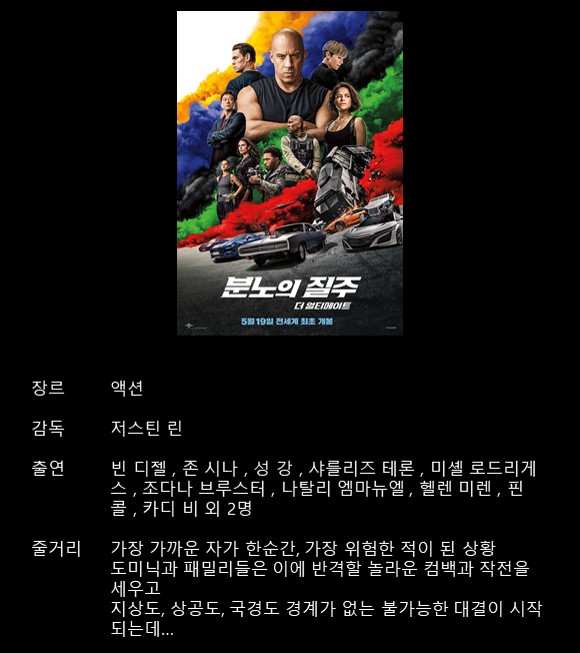 분노의 질주
더 얼티메이트
5월 19일 전세계 최초 개봉
장르 액션
감독 저스틴 린
출연 빈 디젤 , 존 시나 , 성 강 , 샤를리즈 테론 , 미셸 로드리게
스 , 조다나 브루스터 , 나탈리 엠마뉴엘 , 헬렌 미렌 , 핀
콜 , 카디 비 외 2명
줄거리 가장 가까운 자가 한순간, 가장 위험한 적이 된 상황
도미닉과 패밀리들은 이에 반격할 놀라운 컴백과 작전을
세우고
지상도, 상공도, 국경도 경계가 없는 불가능한 대결이 시작
되는데...